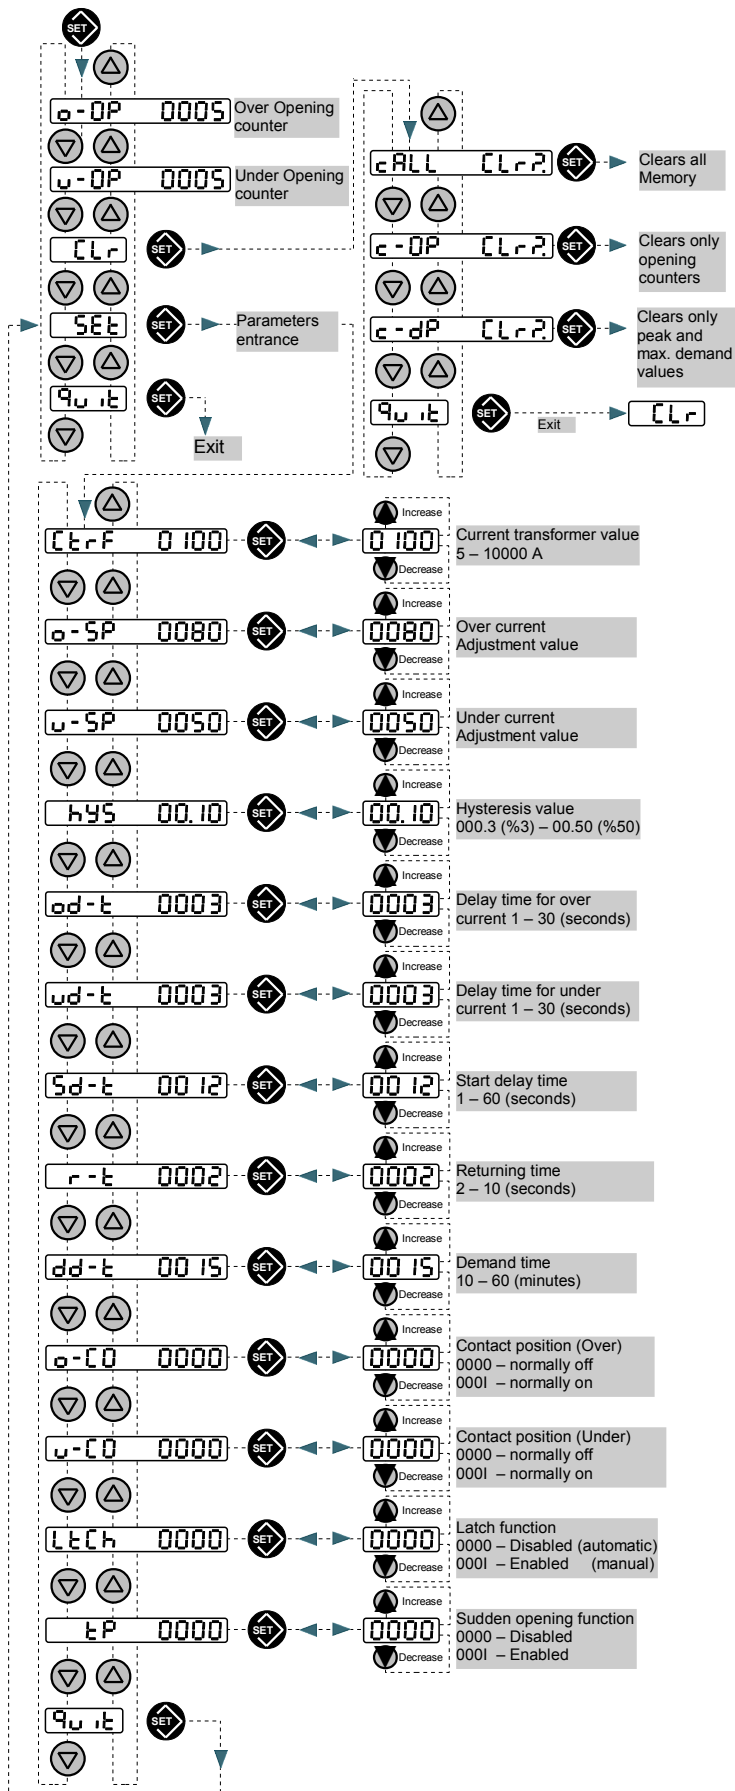 SET
o-OP 0005
Over Opening
counter
u-OP 0005
Under Opening
counter
CLr
SET
SEt
SET
Parameters
entrance
quit
SET
Exit
cALL CLr?
SET
Clears all
Memory
c-OP CLr?
SET
Clears only
opening
counters
c-dP CLr?
SET
Clears only
peak and
max. demand
values
quit
SET
Exit
CLr
CtrF 0100
SET
Increase
0100
Decrease
Current transformer value
5 – 10000 A
o-SP 0080
SET
Increase
0080
Decrease
Over current
Adjustment value
u-SP 0050
SET
Increase
0050
Decrease
Under current
Adjustment value
hYS 00.10
SET
Increase
00.10
Decrease
Hysteresis value
000.3 (%3) – 00.50 (%50)
od-t 0003
SET
Increase
0003
Decrease
Delay time for over
current 1 – 30 (seconds)
ud-t 0003
SET
Increase
0003
Decrease
Delay time for under
current 1 – 30 (seconds)
Sd-t 0012
SET
Increase
0012
Decrease
Start delay time
1 – 60 (seconds)
r-t 0002
SET
Increase
0002
Decrease
Returning time
2 – 10 (seconds)
dd-t 0015
SET
Increase
0015
Decrease
Demand time
10 – 60 (minutes)
o-CO 0000
SET
Increase
0000
Decrease
Contact position (Over)
0000 – normally off
000I – normally on
u-CO 0000
SET
Increase
0000
Decrease
Contact position (Under)
0000 – normally off
000I – normally on
LtCh 0000
SET
Increase
0000
Decrease
Latch function
0000 – Disabled (automatic)
000I – Enabled (manual)
tP 0000
SET
Increase
0000
Decrease
Sudden opening function
0000 – Disabled
000I – Enabled
quit
SET